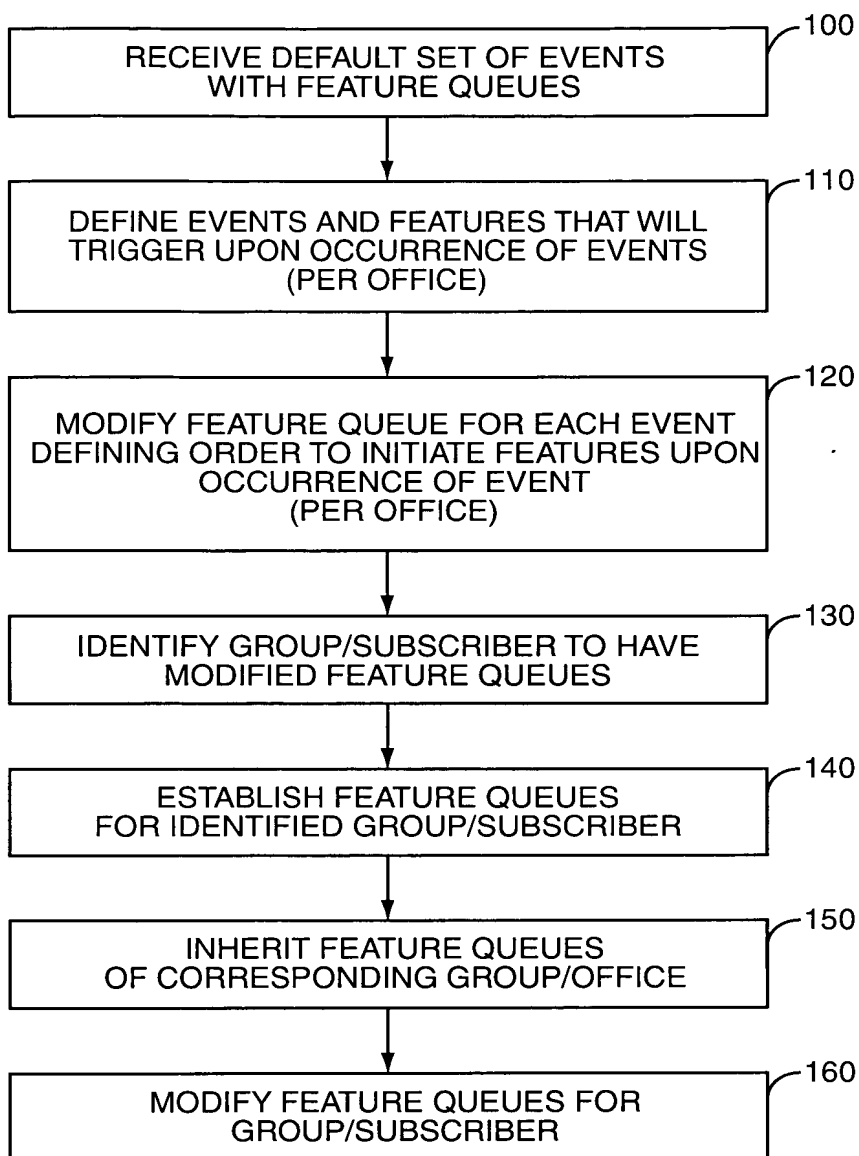 100
RECEIVE DEFAULT SET OF EVENTS
WITH FEATURE QUEUES
110
DEFINE EVENTS AND FEATURES THAT WILL
TRIGGER UPON OCCURRENCE OF EVENTS
(PER OFFICE)
120
MODIFY FEATURE QUEUE FOR EACH EVENT
DEFINING ORDER TO INITIATE FEATURES UPON
OCCURRENCE OF EVENT
(PER OFFICE)
130
IDENTIFY GROUP/SUBSCRIBER TO HAVE
MODIFIED FEATURE QUEUES
140
ESTABLISH FEATURE QUEUES
FOR IDENTIFIED GROUP/SUBSCRIBER
150
INHERIT FEATURE QUEUES
OF CORRESPONDING GROUP/OFFICE
160
MODIFY FEATURE QUEUES FOR
GROUP/SUBSCRIBER